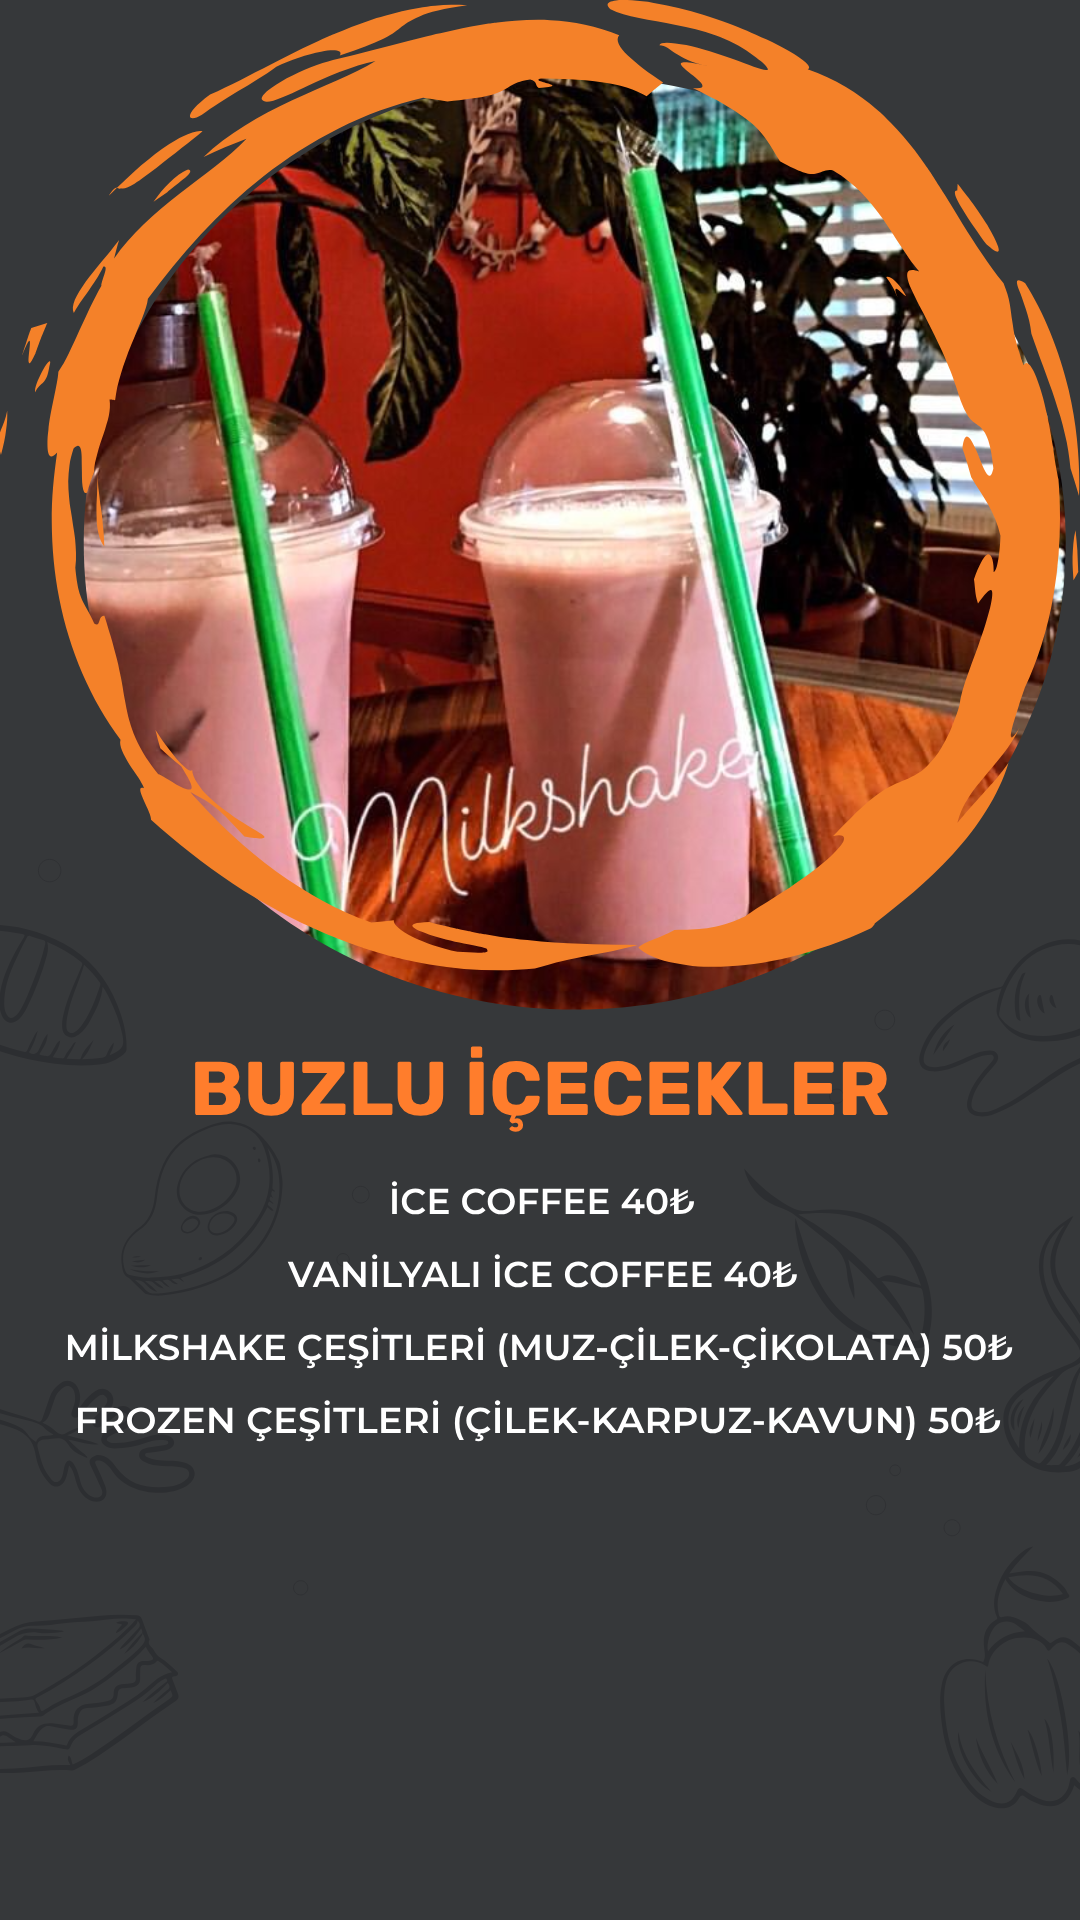 Milkshake
BUZLU İÇECEKLER
İCE COFFEE 40₺
VANİLYALI İCE COFFEE 40₺
MİLKSHAKE ÇEŞİTLERİ (MUZ-ÇİLEK-ÇİKOLATA) 50₺
FROZEN ÇEŞİTLERİ (ÇİLEK-KARPUZ-KAVUN) 50₺